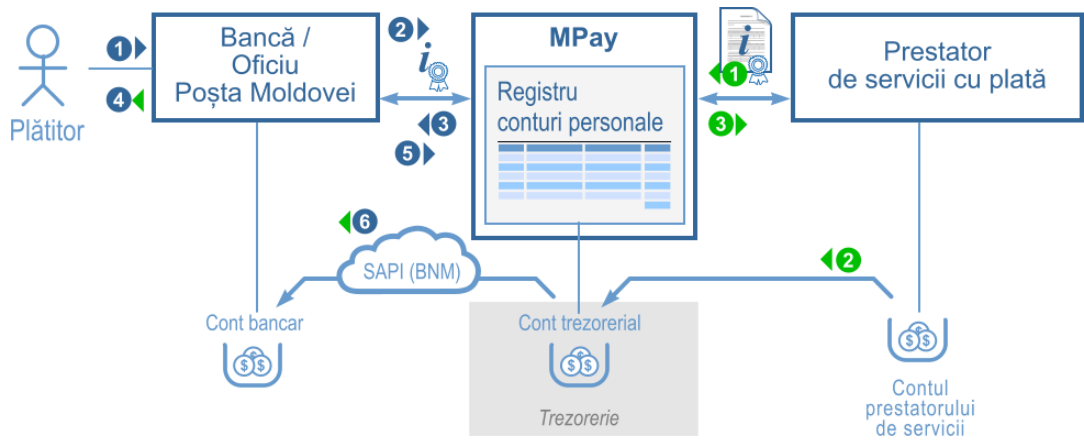 Bancă /
Oficiu
Poșta Moldovei
1
4
Plătitor
2
i
3
5
MPay
Registru
conturi personale
i
1
3
Prestator
de servicii cu plată
6
SAPI (BNM)
2
Cont bancar
$ $ $
Cont trezorerial
$ $ $
Trezorerie
$ $ $
Contul
prestatorului
de servicii